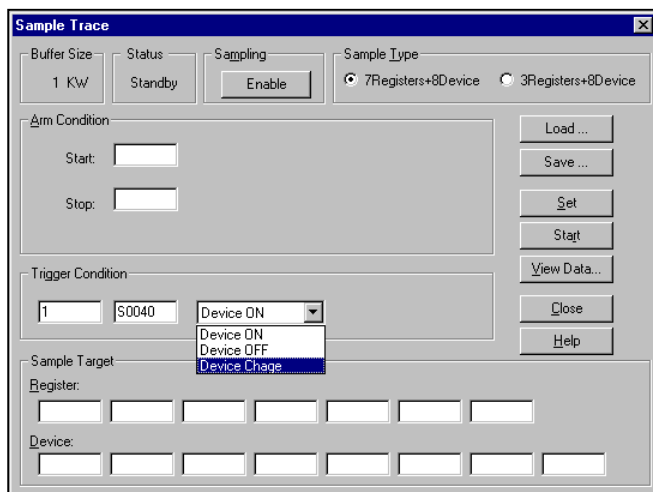 Sample Trace
Buffer Size
1 KW
Status
Standby
Sampling
Enable
Sample Type
7Registers+8Device
3Registers+8Device
Arm Condition
Start:
Stop:
Load ...
Save ...
Set
Start
View Data...
Close
Help
Trigger Condition
1
S0040
Device ON
Device ON
Device OFF
Device Chage
Sample Target
Register:
Device: